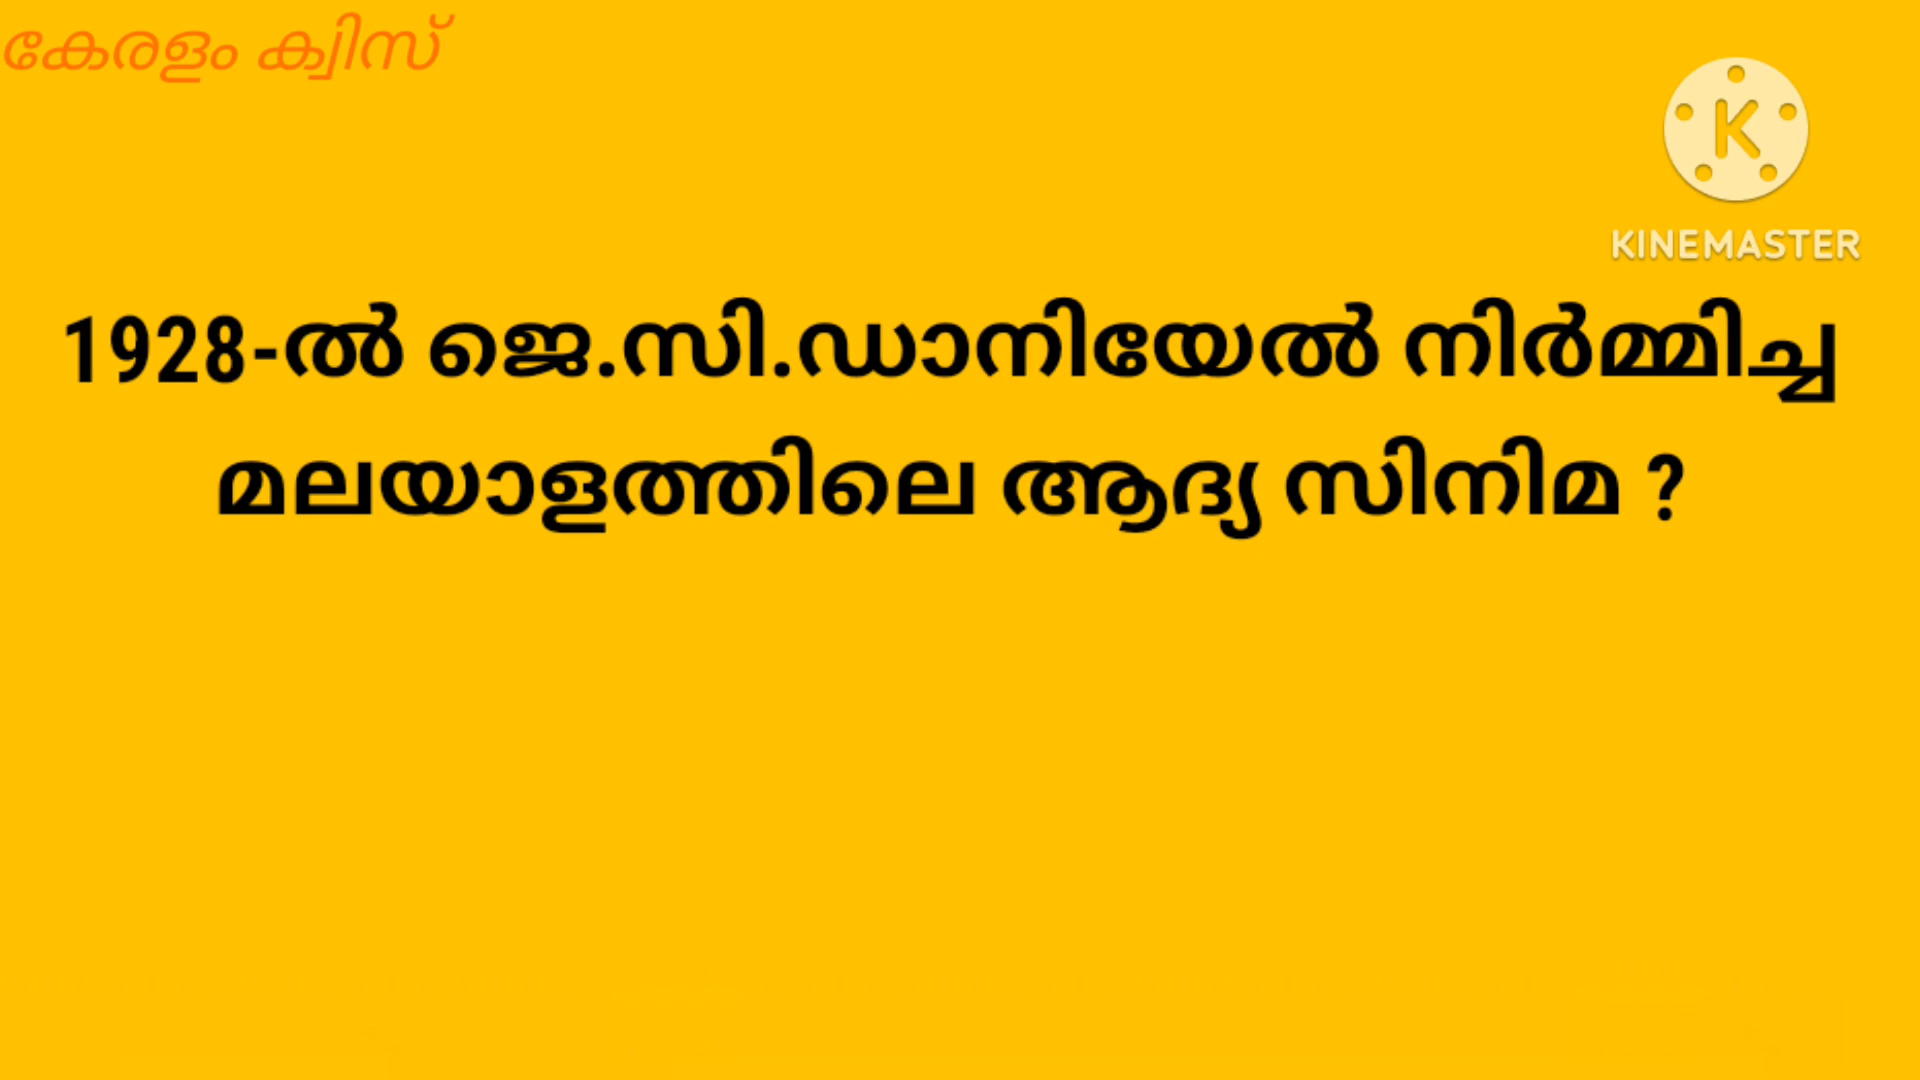 കേരളം ക്വിസ്
KINEMASTER
1928-ൽ ജെ.സി.ഡാനിയേൽ നിർമ്മിച്ച
മലയാളത്തിലെ ആദ്യ സിനിമ ?